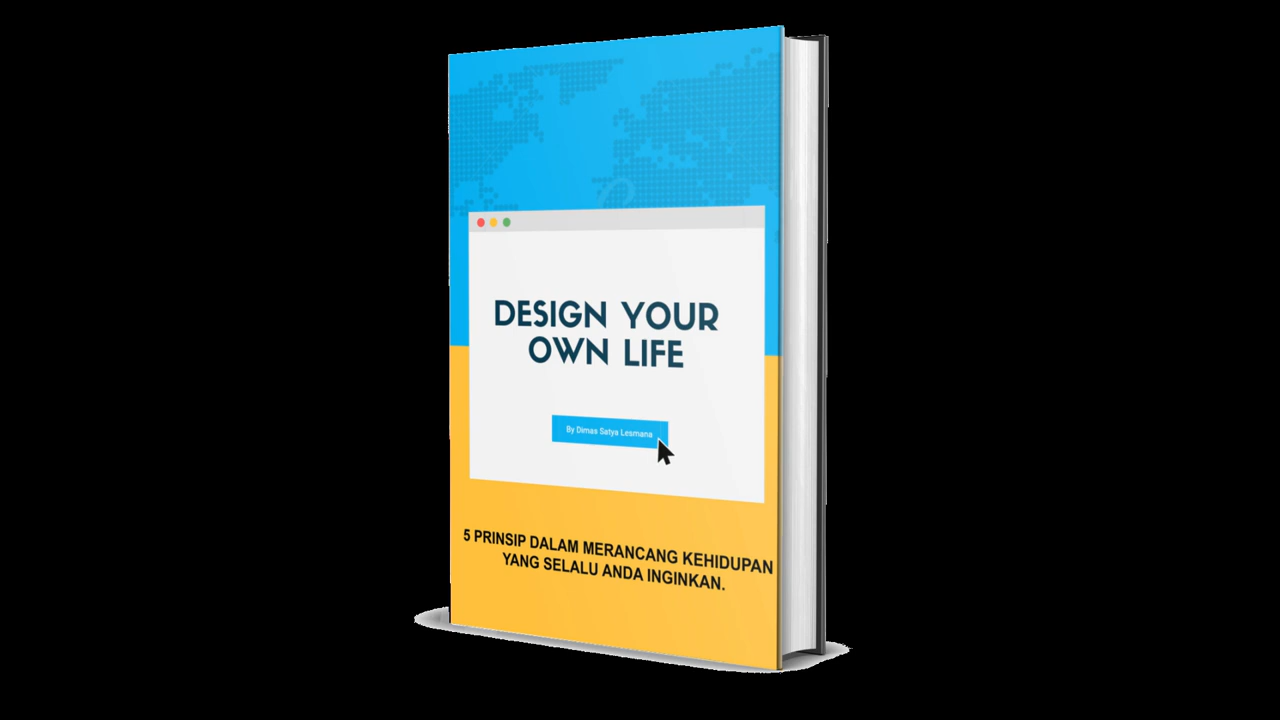 DESIGN YOUR
OWN LIFE
By Dimas Satya Lesmana
5 PRINSIP DALAM MERANCANG KEHIDUPAN
YANG SELALU ANDA INGINKAN.